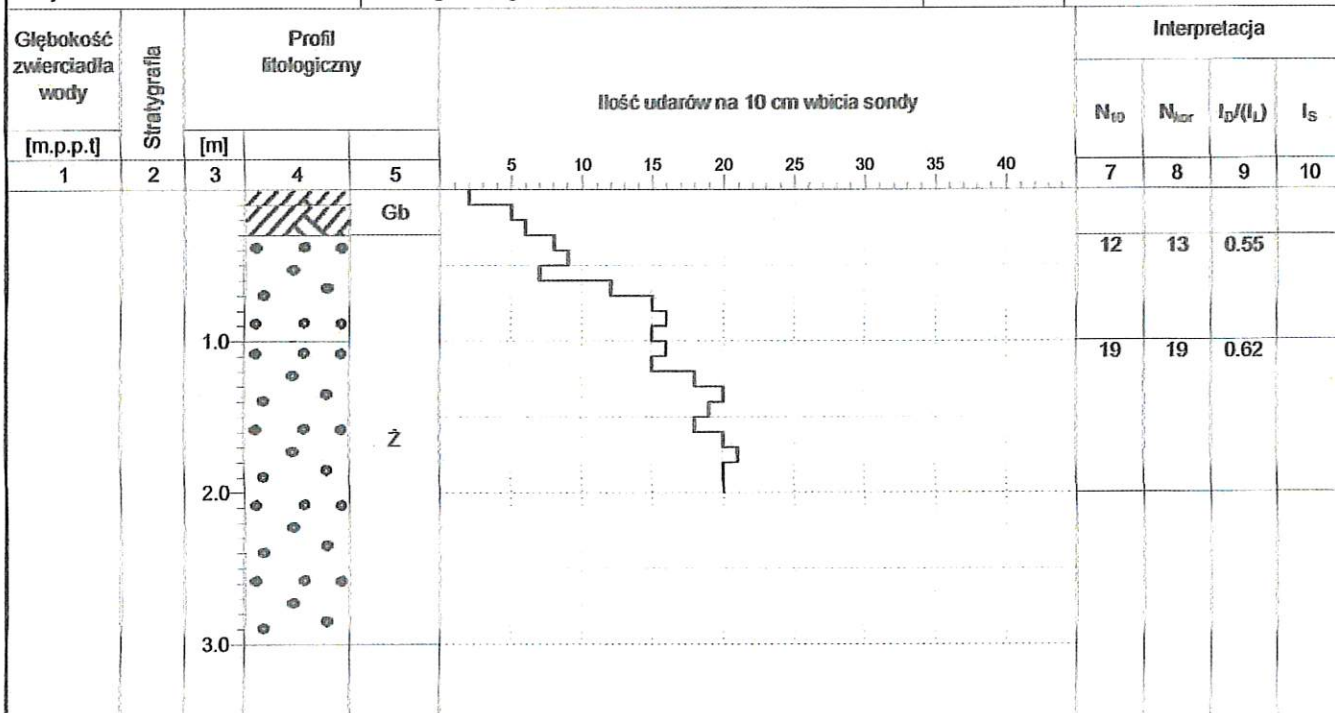 Głębokość zwierciadła wody
Stratygrafia
Profil litologiczny
Ilość udarów na 10 cm wbicia sondy
Interpretacja
N10 Nkor ID/(IL) IS
[m.p.p.t] [m]
5 10 15 20 25 30 35 40
1 2 3 4 5 7 8 9 10
Gb
12 13 0.55
1.0
19 19 0.62
Ż
2.0
3.0